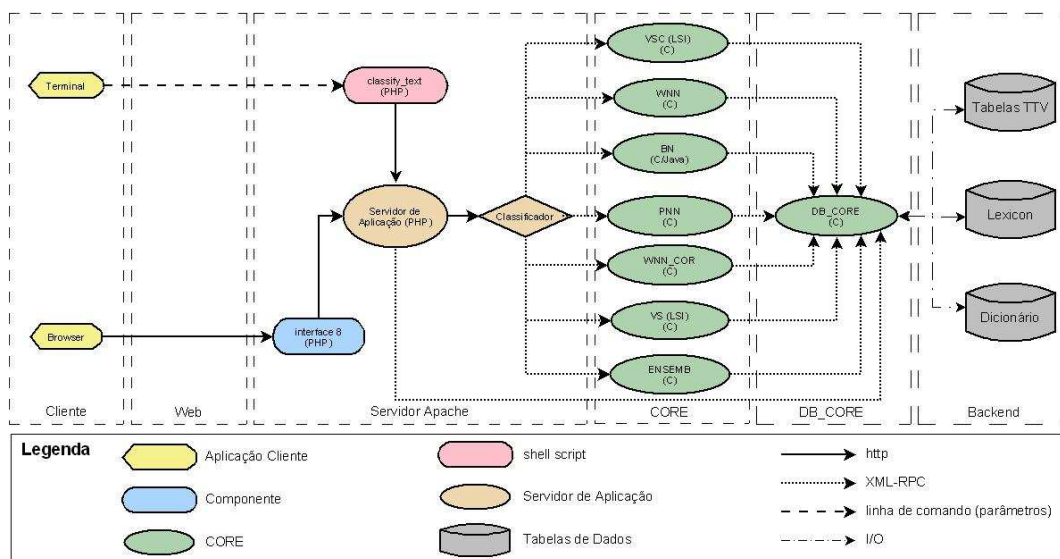 Terminal
classify_text
(PHP)
Servidor de
Aplicação (PHP)
Classificador
Browser
interface 8
(PHP)
VSC (LSI)
(C)
WNN
(C)
BN
(C/Java)
PNN
(C)
WNN_COR
(C)
VS (LSI)
(C)
ENSEMB
(C)
DB_CORE
(C)
Tabelas TTV
Lexicon
Dicionário
Cliente
Web
Servidor Apache
CORE
DB_CORE
Backend
Legenda
Aplicação Cliente
Componente
CORE
shell script
Servidor de Aplicação
Tabelas de Dados
http
XML-RPC
linha de comando (parâmetros)
I/O